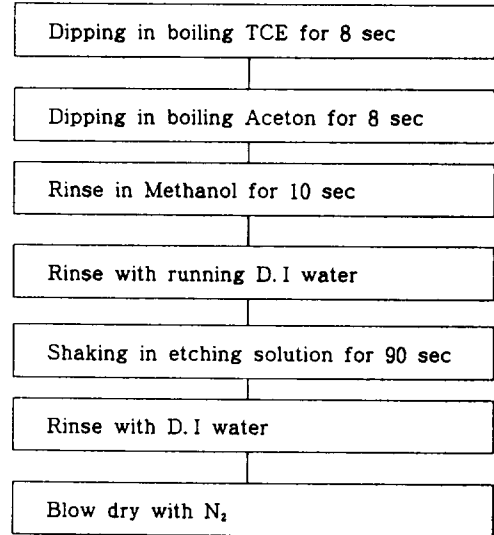 Dipping in boiling TCE for 8 sec
Dipping in boiling Aceton for 8 sec
Rinse in Methanol for 10 sec
Rinse with running D.I water
Shaking in etching solution for 90 sec
Rinse with D.I water
Blow dry with N₂